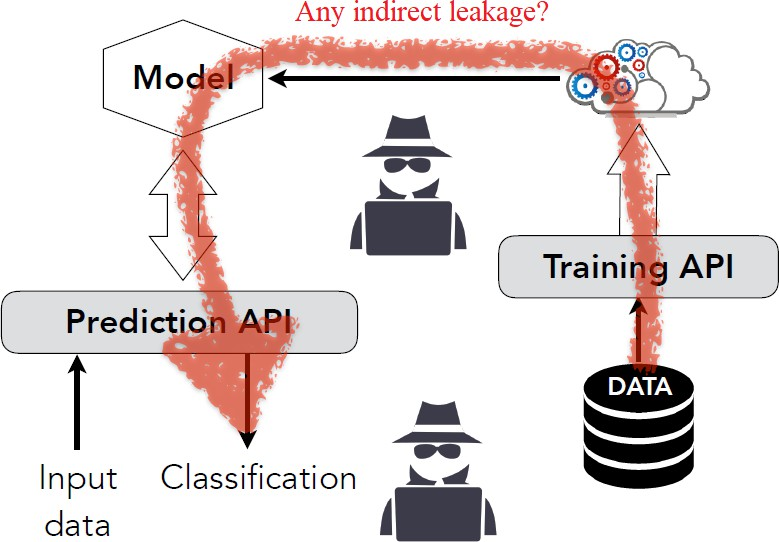 Any indirect leakage?
Model
Training API
Prediction API
DATA
Input
data
Classification